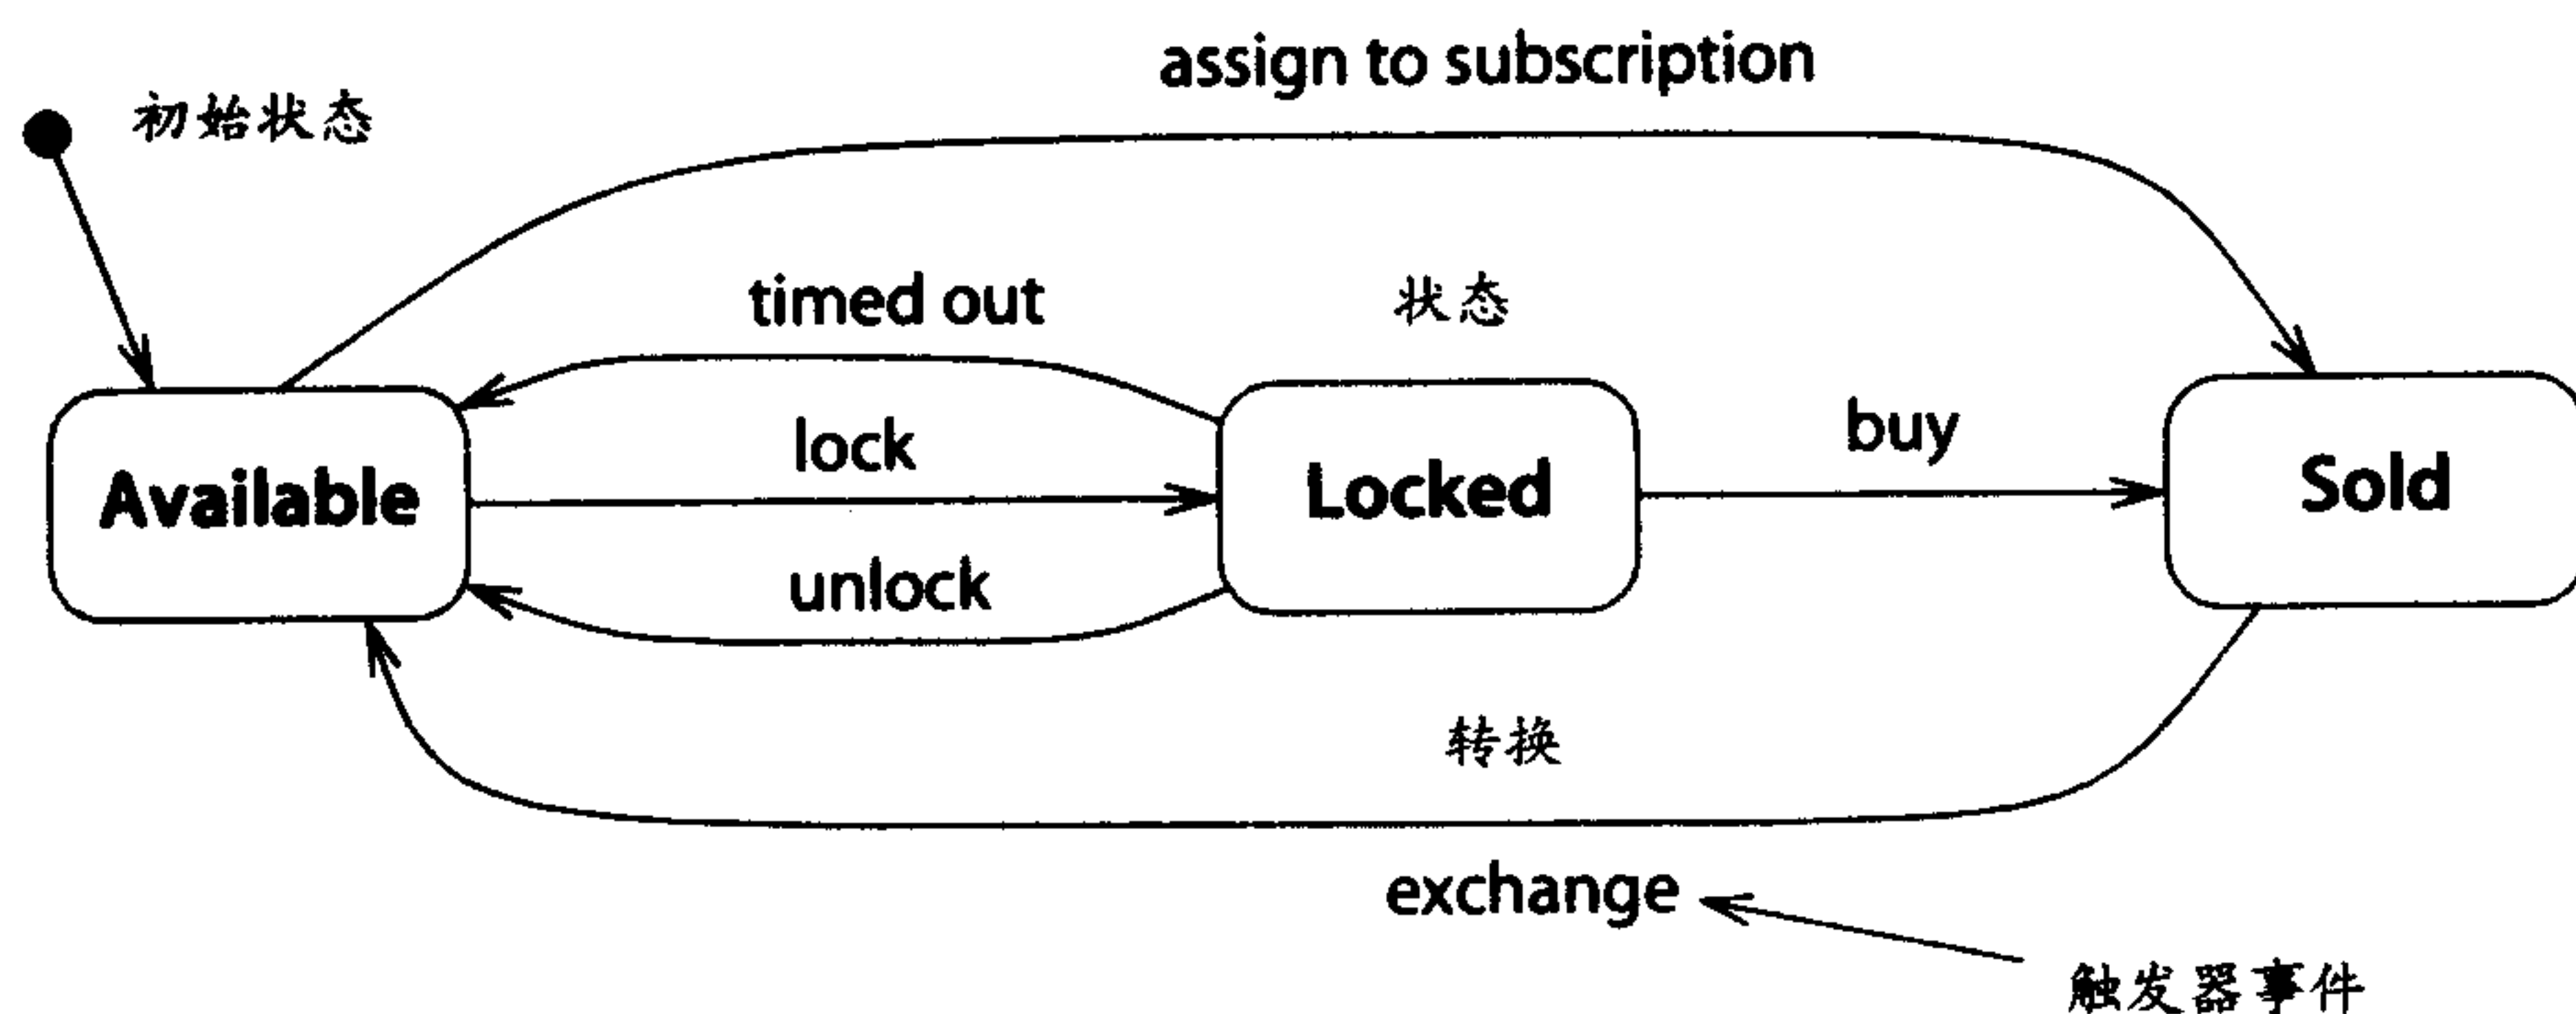 assign to subscription
初始状态
timed out
状态
lock
buy
Available
Locked
Sold
unlock
转换
exchange
触发器事件